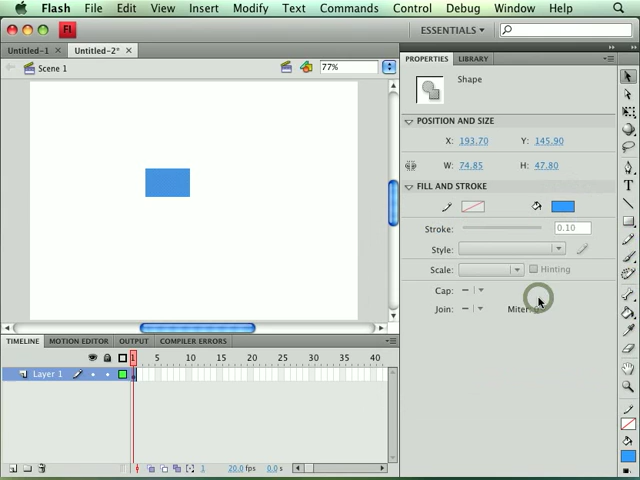 Flash File Edit View Insert Modify Text Commands Control Debug Window Help
Fl ESSENTIALS
Untitled-1 Untitled-2*
Scene 1 77%
PROPERTIES LIBRARY
Shape
POSITION AND SIZE
X: 193.70 Y: 145.90
W: 74.85 H: 47.80
FILL AND STROKE
Stroke: 0.10
Style:
Scale: Hinting
Cap:
Join: Miter:
TIMELINE MOTION EDITOR OUTPUT COMPILER ERRORS
1 5 10 15 20 25 30 35 40
Layer 1
1 20.0 fps 0.0 s